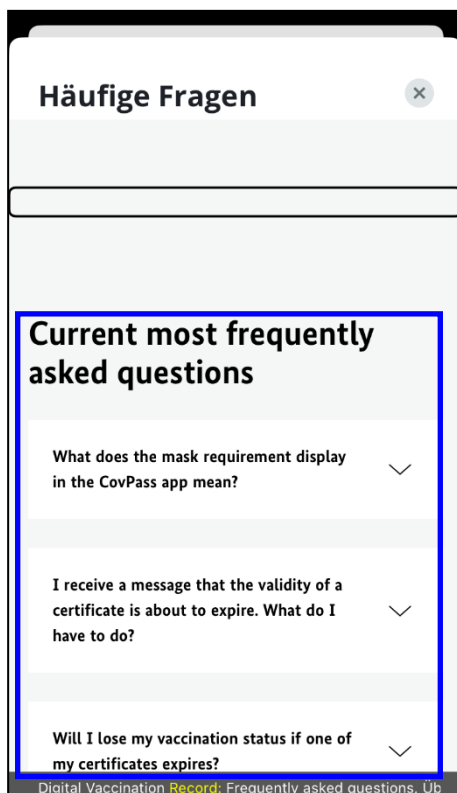 Häufige Fragen
Current most frequently
asked questions
What does the mask requirement display
in the CovPass app mean?
I receive a message that the validity of a
certificate is about to expire. What do I
have to do?
Will I lose my vaccination status if one of
my certificates expires?
Digital Vaccination Record: Frequently asked questions, Üb